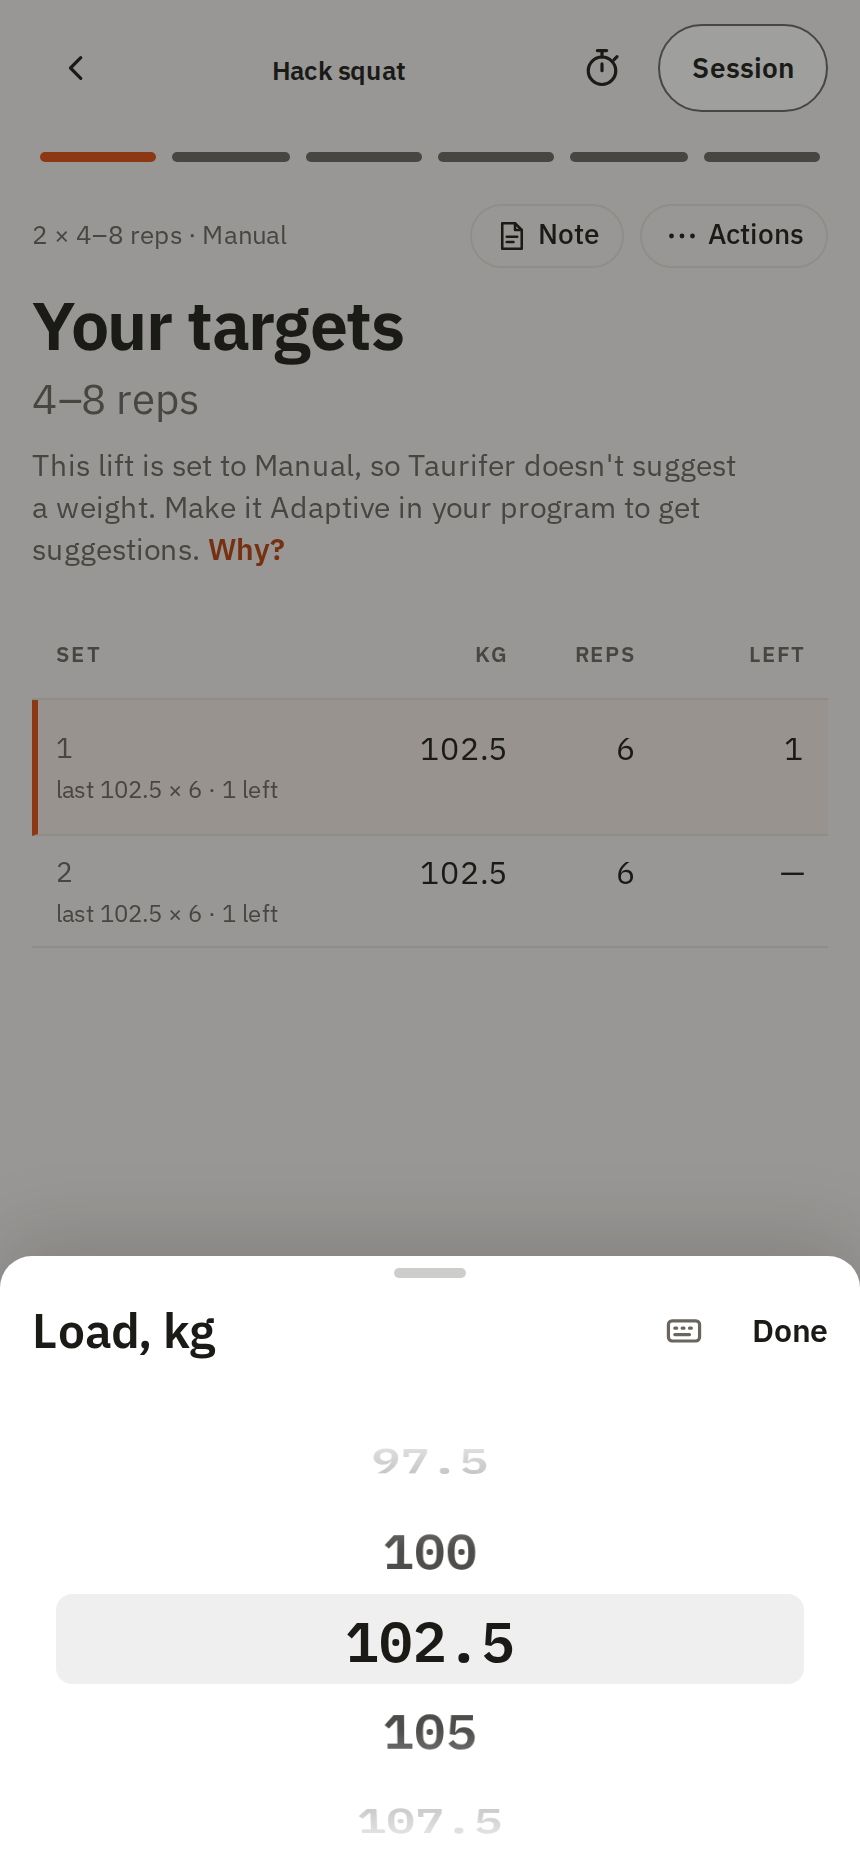 Hack squat
Session
2 × 4–8 reps · Manual
Note
··· Actions
Your targets
4–8 reps
This lift is set to Manual, so Taurifer doesn't suggest
a weight. Make it Adaptive in your program to get
suggestions. Why?
SET KG REPS LEFT
1 102.5 6 1
last 102.5 × 6 · 1 left
2 102.5 6 —
last 102.5 × 6 · 1 left
Load, kg
Done
97.5
100
102.5
105
107.5